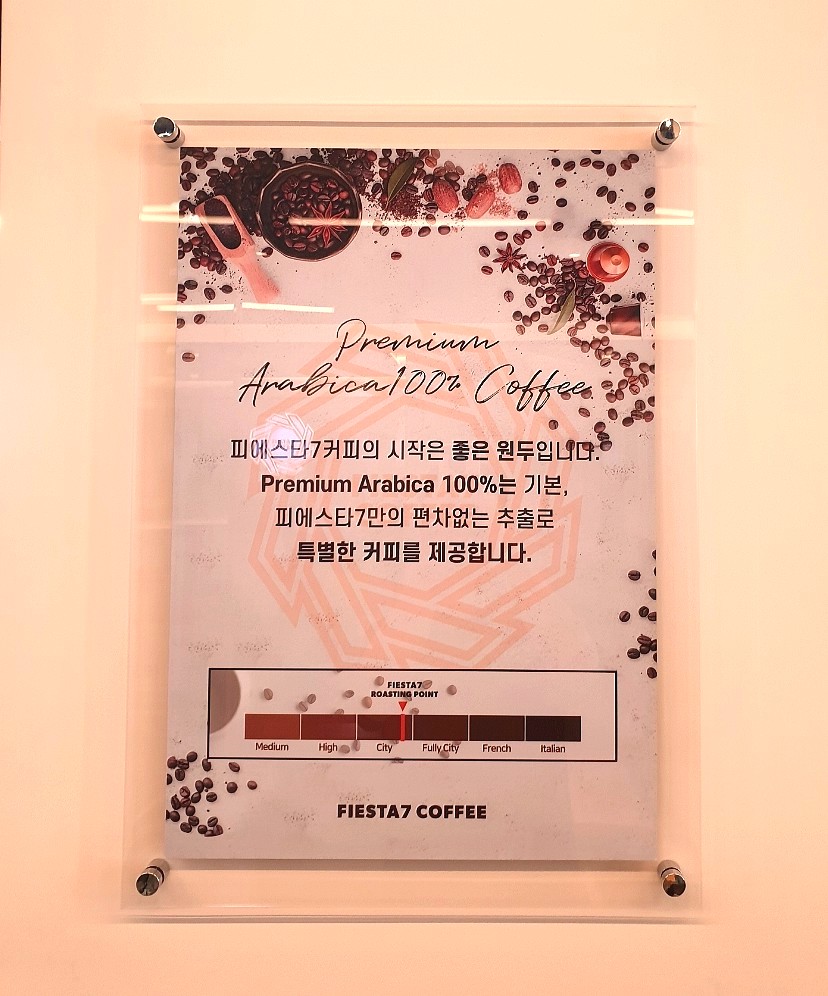 Premium
Arabica100% Coffee
피에스타7커피의 시작은 좋은 원두입니다.
Premium Arabica 100%는 기본,
피에스타7만의 편차없는 추출로
특별한 커피를 제공합니다.
FIESTA7
ROASTING POINT
Medium High City Fully City French Italian
FIESTA7 COFFEE